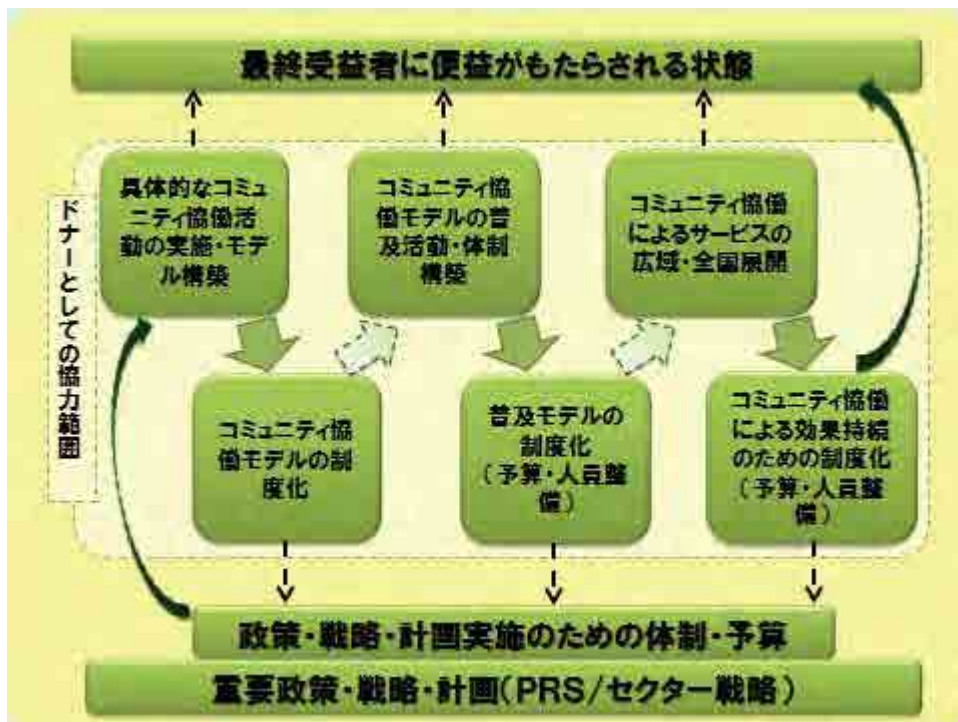 最終受益者に便益がもたらされる状態
ドナーとしての協力範囲
具体的なコミュ
ニティ協働活
動の実施・モデ
ル構築
コミュニティ協
働モデルの普
及活動・体制
構築
コミュニティ協働
によるサービスの
広域・全国展開
コミュニティ協
働モデルの制
度化
普及モデルの
制度化
(予算・人員整
備)
コミュニティ協働
による効果持続
のための制度化
(予算・人員整
備)
政策・戦略・計画実施のための体制・予算
重要政策・戦略・計画(PRS/セクター戦略)